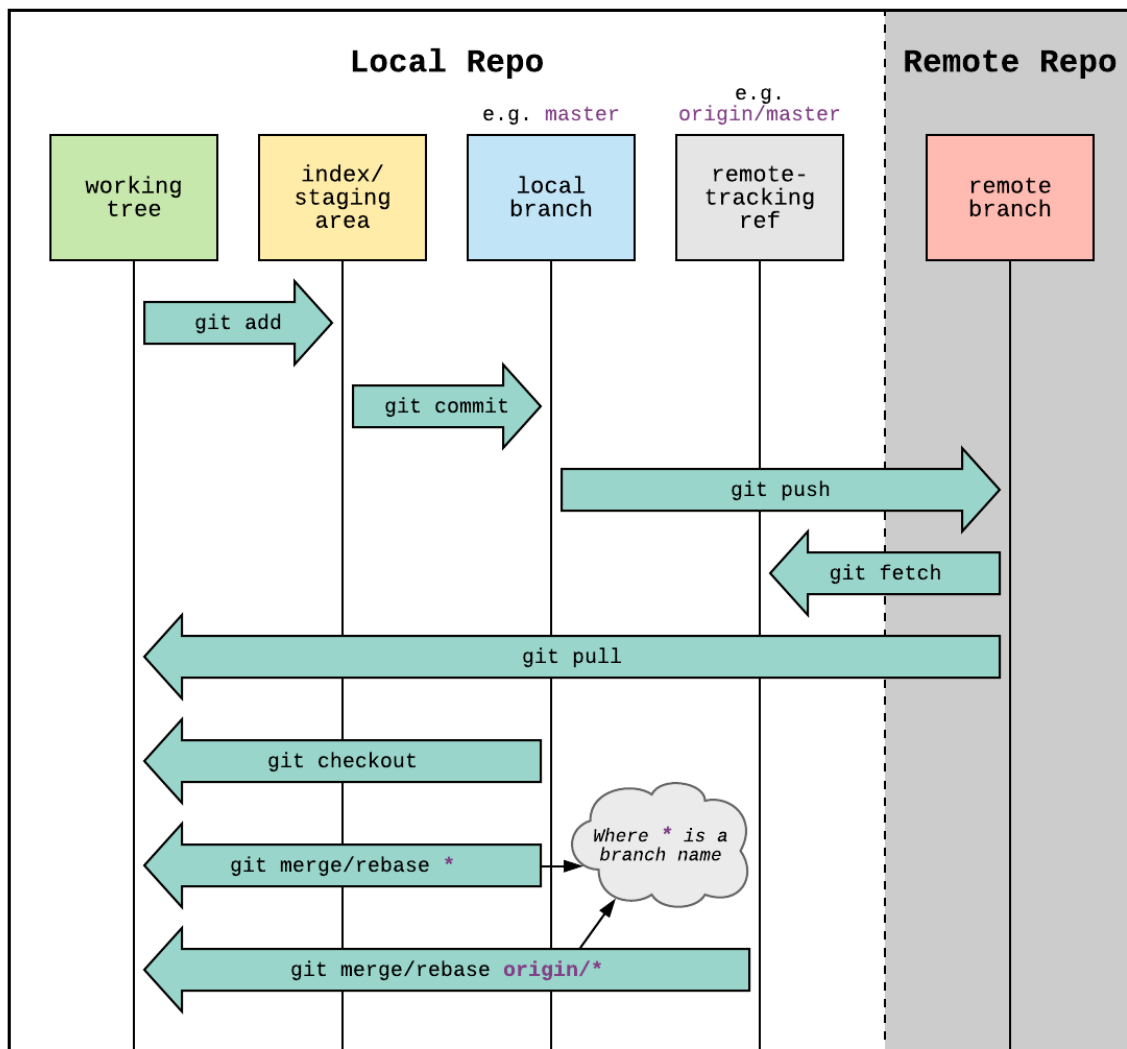 Local Repo
Remote Repo
e.g. master
e.g.
origin/master
working
tree
index/
staging
area
local
branch
remote-
tracking
ref
remote
branch
git add
git commit
git push
git fetch
git pull
git checkout
Where * is a
branch name
git merge/rebase *
git merge/rebase origin/*